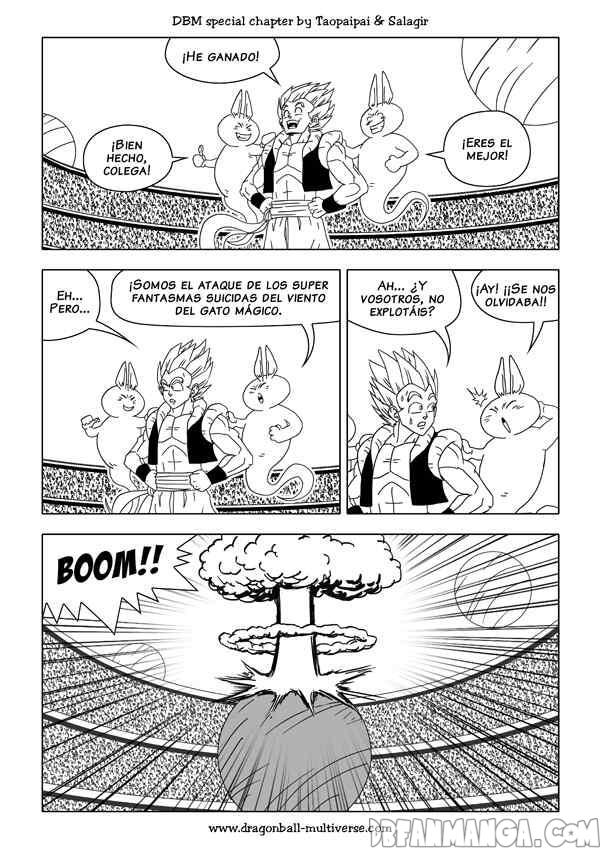 DBM special chapter by Taopaipai & Salagir
¡He ganado!
¡Bien
hecho,
colega!
¡Eres el
mejor!
Eh...
Pero...
¡Somos el ataque de los super
fantasmas suicidas del viento
del gato mágico.
Ah... ¿Y
vosotros, no
explotáis?
¡Ay! ¡¡Se nos
olvidaba!!
BOOM!!
www.dragonball-multiverse.com
DBFANMANGA.COM